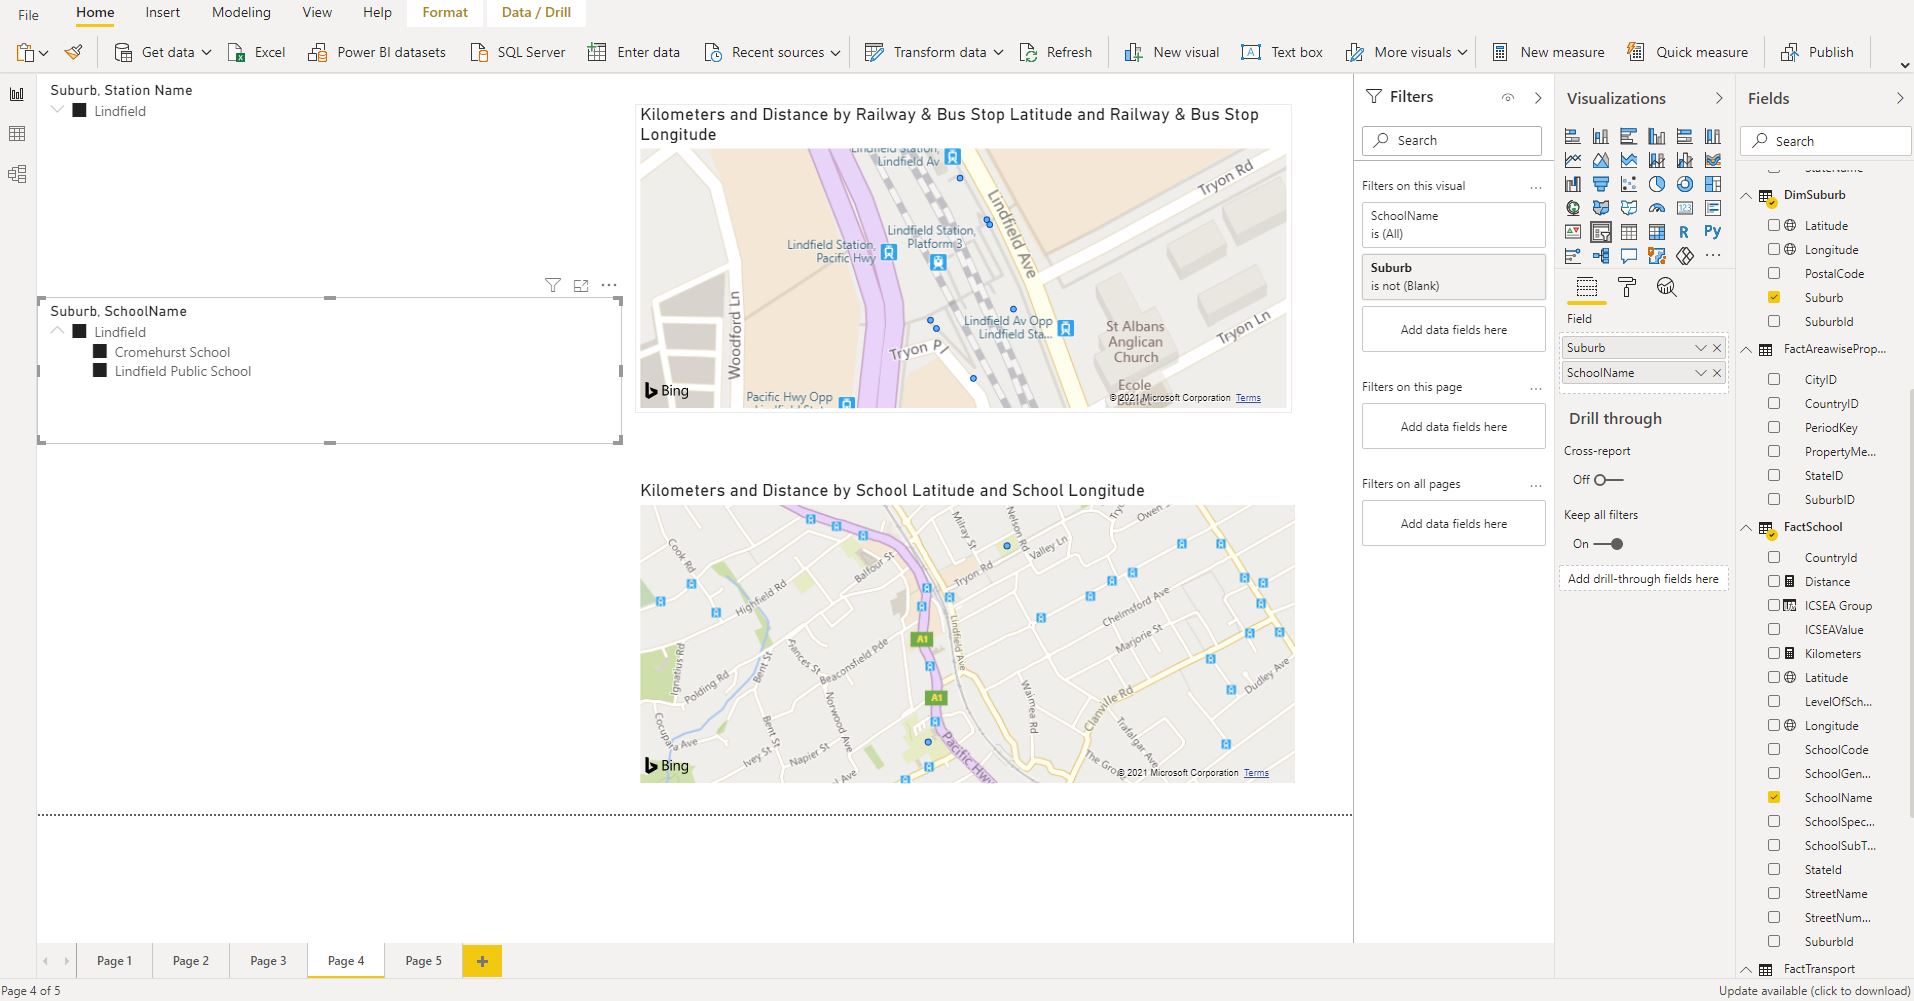 File Home Insert Modeling View Help Format Data / Drill
Get data Excel Power BI datasets SQL Server Enter data Recent sources Transform data Refresh New visual Text box More visuals New measure Quick measure Publish
Suburb, Station Name
Lindfield
Suburb, SchoolName
Lindfield
Cromehurst School
Lindfield Public School
Kilometers and Distance by Railway & Bus Stop Latitude and Railway & Bus Stop
Longitude
Lindfield Station,
Lindfield Av
Tryon Rd
Lindfield Ave
Lindfield Station,
Platform 3
Lindfield Station,
Pacific Hwy
Woodford Ln
Lindfield Av Opp
Lindfield Sta...
St Albans
Anglican
Church
Tryon Ln
Tryon Pl
Ecole
Bing
Pacific Hwy Opp
© 2021 Microsoft Corporation Terms
Kilometers and Distance by School Latitude and School Longitude
Milray St
Nelson Rd
Owen
Cook Rd
Valley Ln
Balfour St
Tryon Rd
Highfield Rd
Chelmsford Ave
Lindfield Ave
A1
Marjorie St
Frances St
Beaconsfield Pde
Ignatius Rd
Bent St
Polding Rd
Dudley Ave
Waimea Rd
Clanville Rd
A1
Norwood Ave
Cocupara Ave
Bent St
Trafalgar Ave
Napier St
Ivey St
Pacific Hwy
The Gro
Bing
© 2021 Microsoft Corporation Terms
Filters
Search
Filters on this visual ...
SchoolName
is (All)
Suburb
is not (Blank)
Add data fields here
Filters on this page ...
Add data fields here
Filters on all pages ...
Add data fields here
Visualizations
R Py
123
...
Field
Suburb
SchoolName
Drill through
Cross-report
Off
Keep all filters
On
Add drill-through fields here
Fields
Search
StateName
DimSuburb
Latitude
Longitude
PostalCode
Suburb
SuburbId
FactAreawiseProp...
CityID
CountryID
PeriodKey
PropertyMe...
StateID
SuburbID
FactSchool
CountryId
Distance
ICSEA Group
ICSEAValue
Kilometers
Latitude
LevelOfSch...
Longitude
SchoolCode
SchoolGen...
SchoolName
SchoolSpec...
SchoolSubT...
StateId
StreetName
StreetNum...
SuburbId
FactTransport
Page 1 Page 2 Page 3 Page 4 Page 5 +
Page 4 of 5
Update available (click to download)